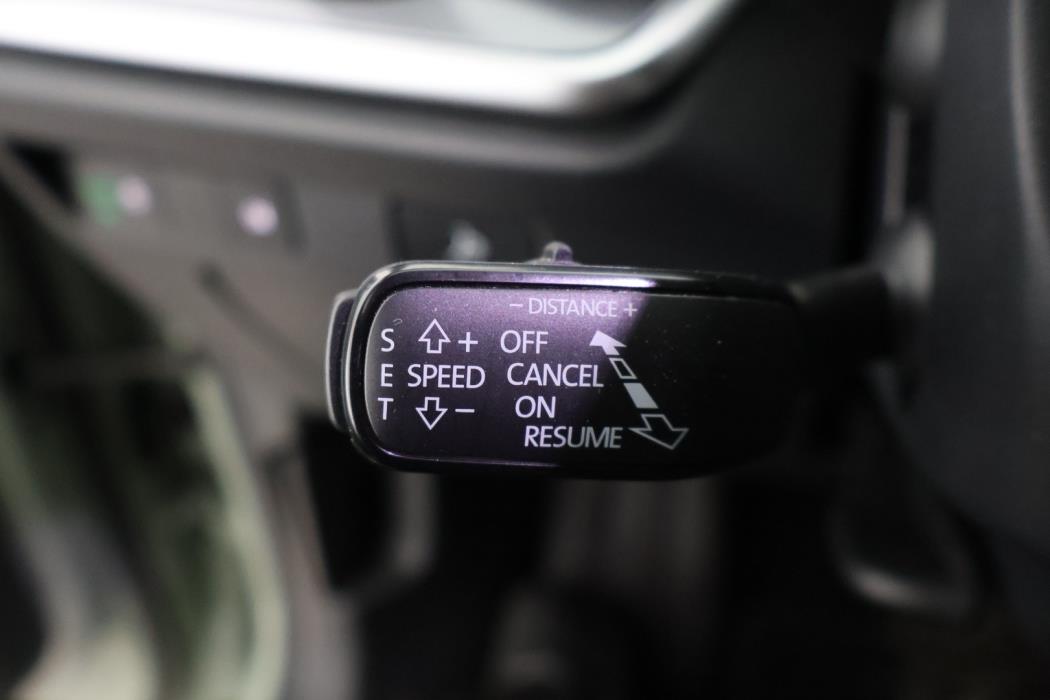 - DISTANCE +
S + OFF
E SPEED CANCEL
T - ON
RESUME